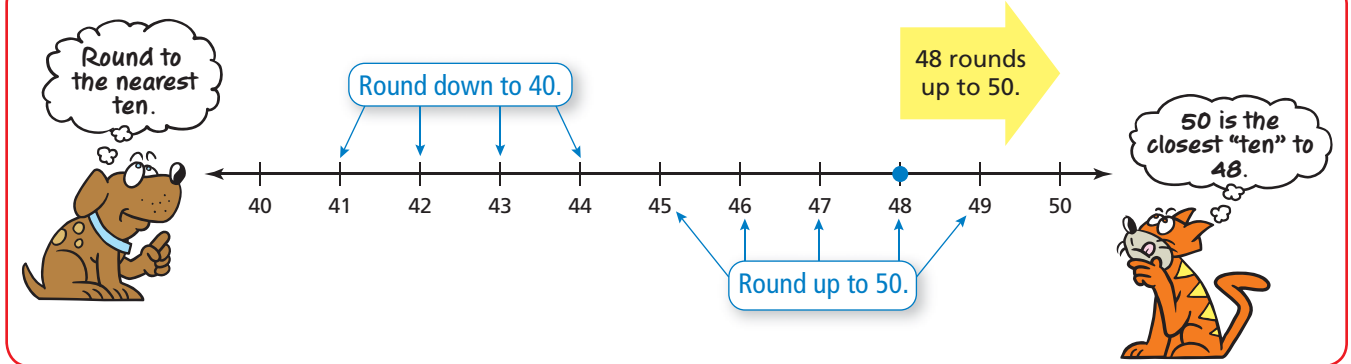 Round to
the nearest
ten.
Round down to 40.
48 rounds
up to 50.
50 is the
closest “ten” to
48.
40 41 42 43 44 45 46 47 48 49 50
Round up to 50.